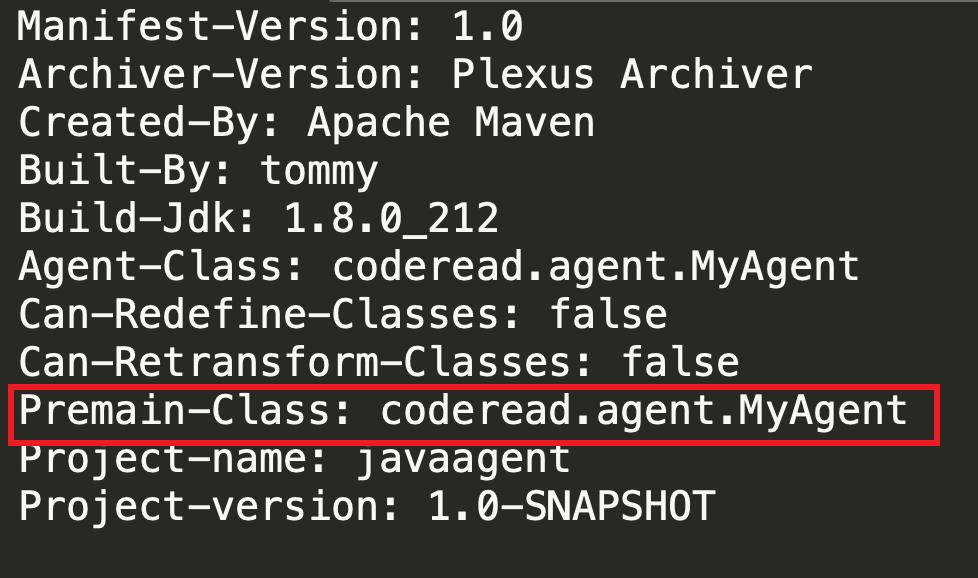 Manifest-Version: 1.0
Archiver-Version: Plexus Archiver
Created-By: Apache Maven
Built-By: tommy
Build-Jdk: 1.8.0_212
Agent-Class: coderead.agent.MyAgent
Can-Redefine-Classes: false
Can-Retransform-Classes: false
Premain-Class: coderead.agent.MyAgent
Project-name: javaagent
Project-version: 1.0-SNAPSHOT